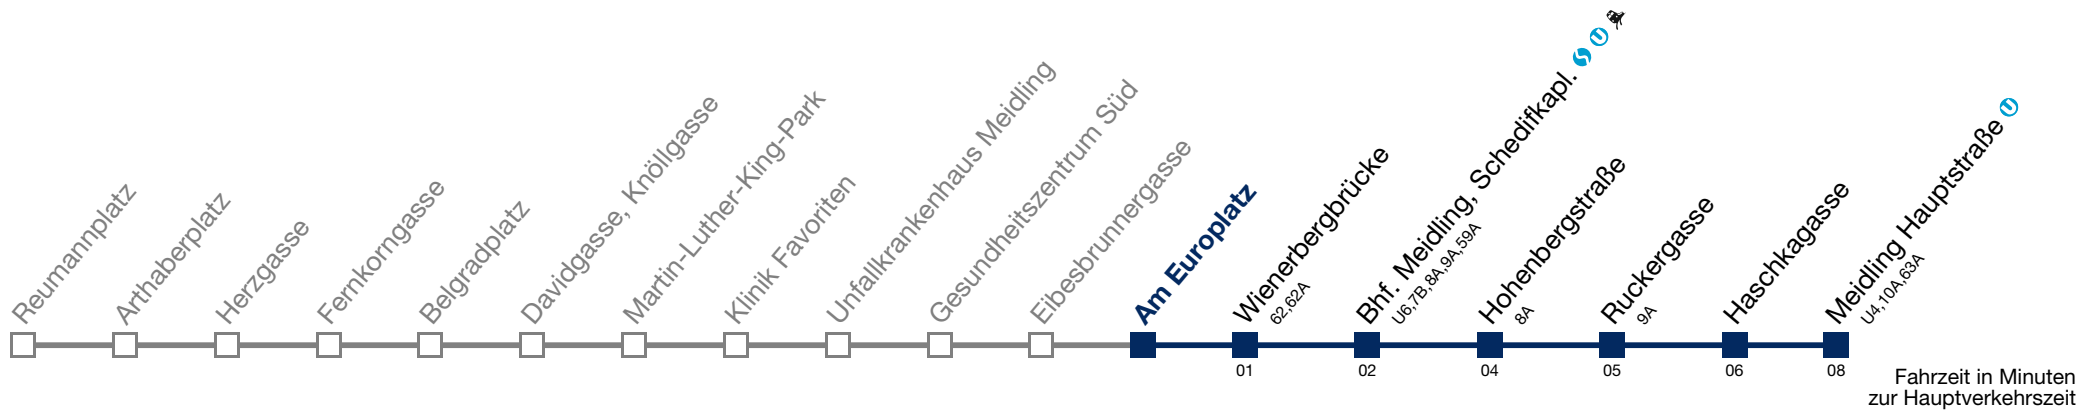 Reumannplatz
Arthaberplatz
Herzgasse
Fernkorngasse
Belgradplatz
Davidgasse, Knöllgasse
Martin-Luther-King-Park
Klinik Favoriten
Unfallkrankenhaus Meidling
Gesundheitszentrum Süd
Eibesbrunnergasse
Am Europlatz
Wienerbergbrücke
62,62A
Bhf. Meidling, Schedifkapl. S U
U6,7B,8A,9A,59A
Hohenbergstraße
8A
Ruckergasse
9A
Haschkagasse
Meidling Hauptstraße U
U4,10A,63A
01
02
04
05
06
08
Fahrzeit in Minuten
zur Hauptverkehrszeit